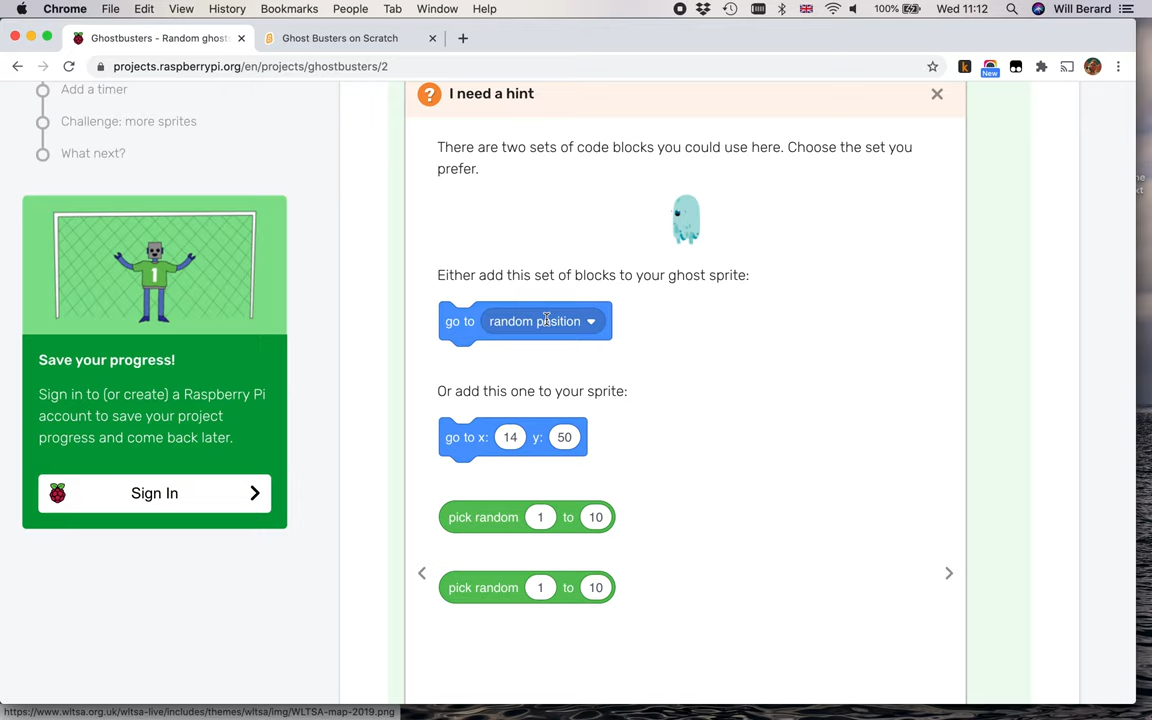 Chrome File Edit View History Bookmarks People Tab Window Help 100% Wed 11:12 Will Berard
Ghostbusters - Random ghost Ghost Busters on Scratch
projects.raspberrypi.org/en/projects/ghostbusters/2
New
Add a timer
Challenge: more sprites
What next?
1
Save your progress!
Sign in to (or create) a Raspberry Pi
account to save your project
progress and come back later.
Sign In
? I need a hint
There are two sets of code blocks you could use here. Choose the set you
prefer.
Either add this set of blocks to your ghost sprite:
go to random position
Or add this one to your sprite:
go to x: 14 y: 50
pick random 1 to 10
pick random 1 to 10
https://www.wltsa.org.uk/wltsa-live/includes/themes/wltsa/img/WLTSA-map-2019.png